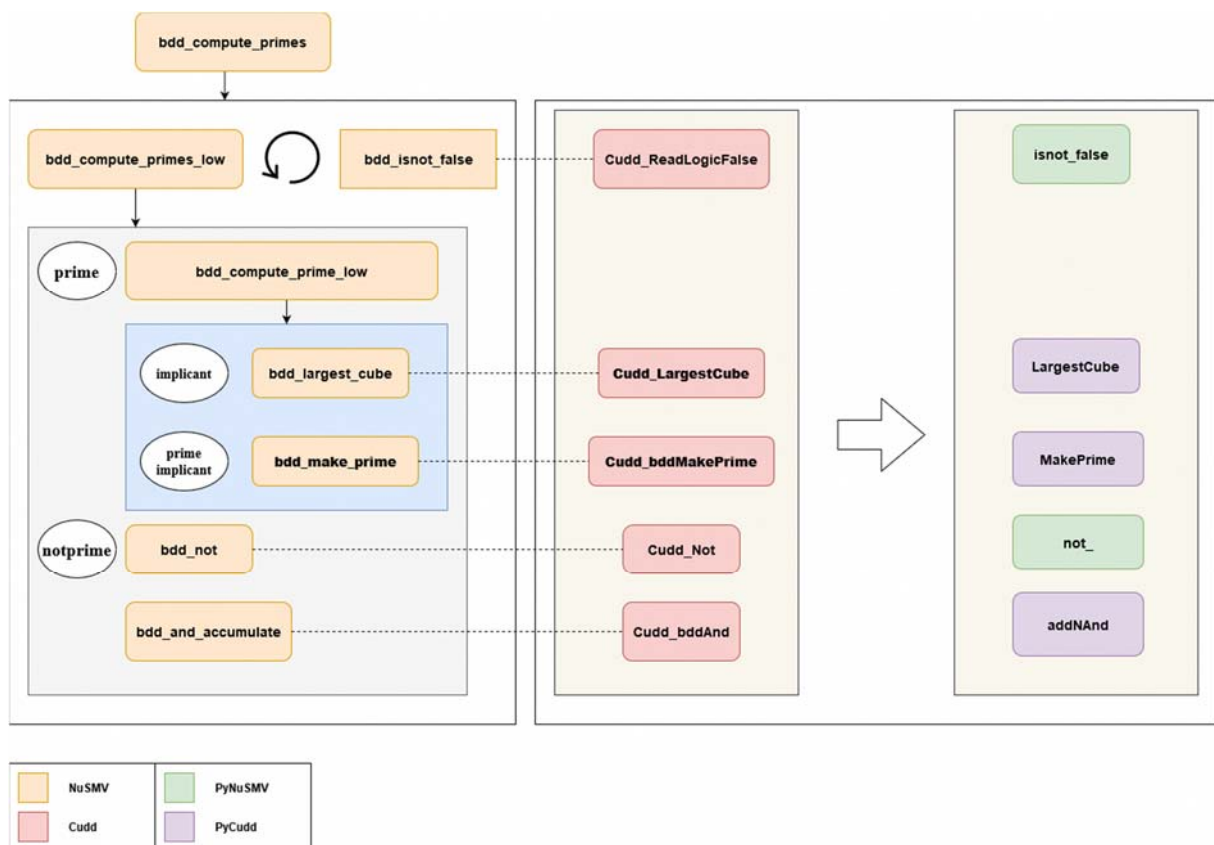 bdd_compute_primes
bdd_compute_primes_low
bdd_isnot_false
Cudd_ReadLogicFalse
isnot_false
prime
bdd_compute_prime_low
implicant
bdd_largest_cube
Cudd_LargestCube
LargestCube
prime
implicant
bdd_make_prime
Cudd_bddMakePrime
MakePrime
notprime
bdd_not
Cudd_Not
not_
bdd_and_accumulate
Cudd_bddAnd
addNAnd
NuSMV
PyNuSMV
Cudd
PyCudd